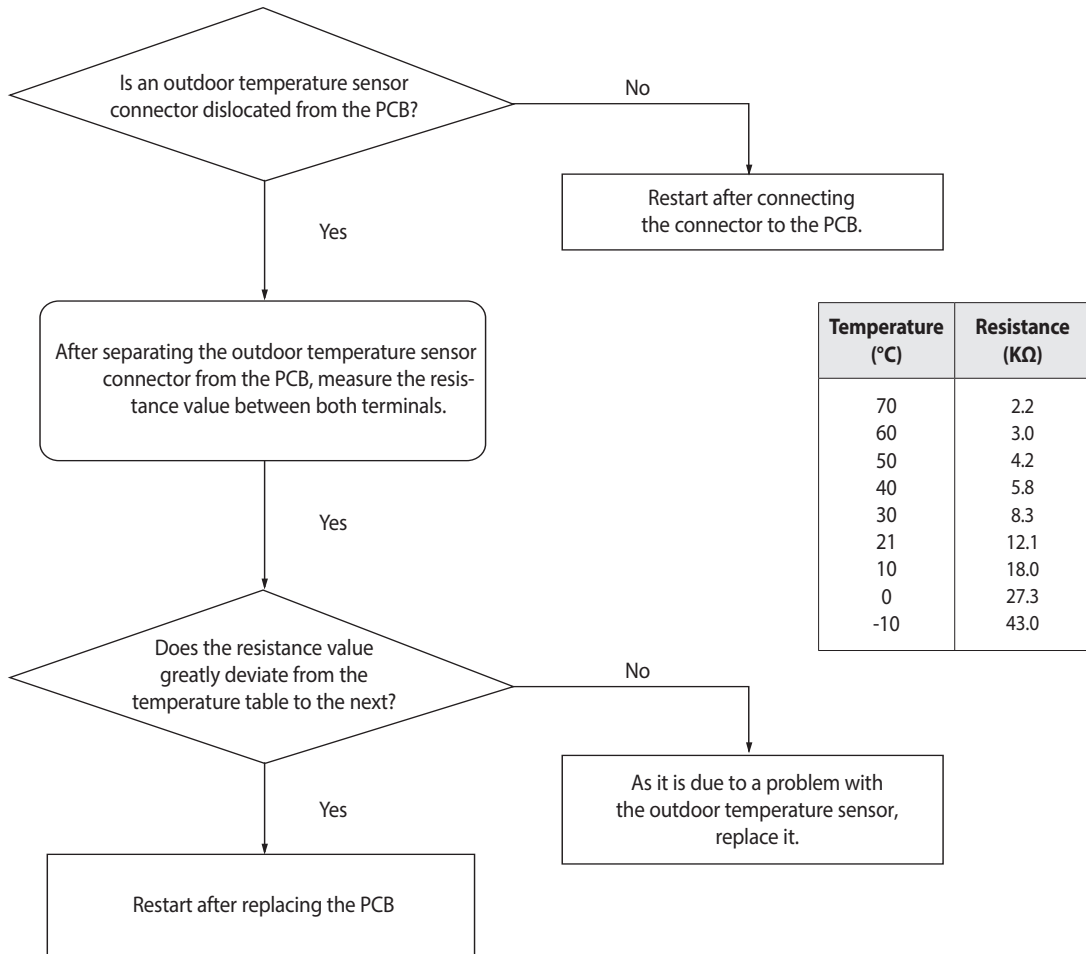 Is an outdoor temperature sensor
connector dislocated from the PCB?
No
Restart after connecting
the connector to the PCB.
Yes
After separating the outdoor temperature sensor
connector from the PCB, measure the resis-
tance value between both terminals.
Temperature (°C) Resistance (KΩ)
70 2.2
60 3.0
50 4.2
40 5.8
30 8.3
21 12.1
10 18.0
0 27.3
-10 43.0
Yes
Does the resistance value
greatly deviate from the
temperature table to the next?
No
As it is due to a problem with
the outdoor temperature sensor,
replace it.
Yes
Restart after replacing the PCB